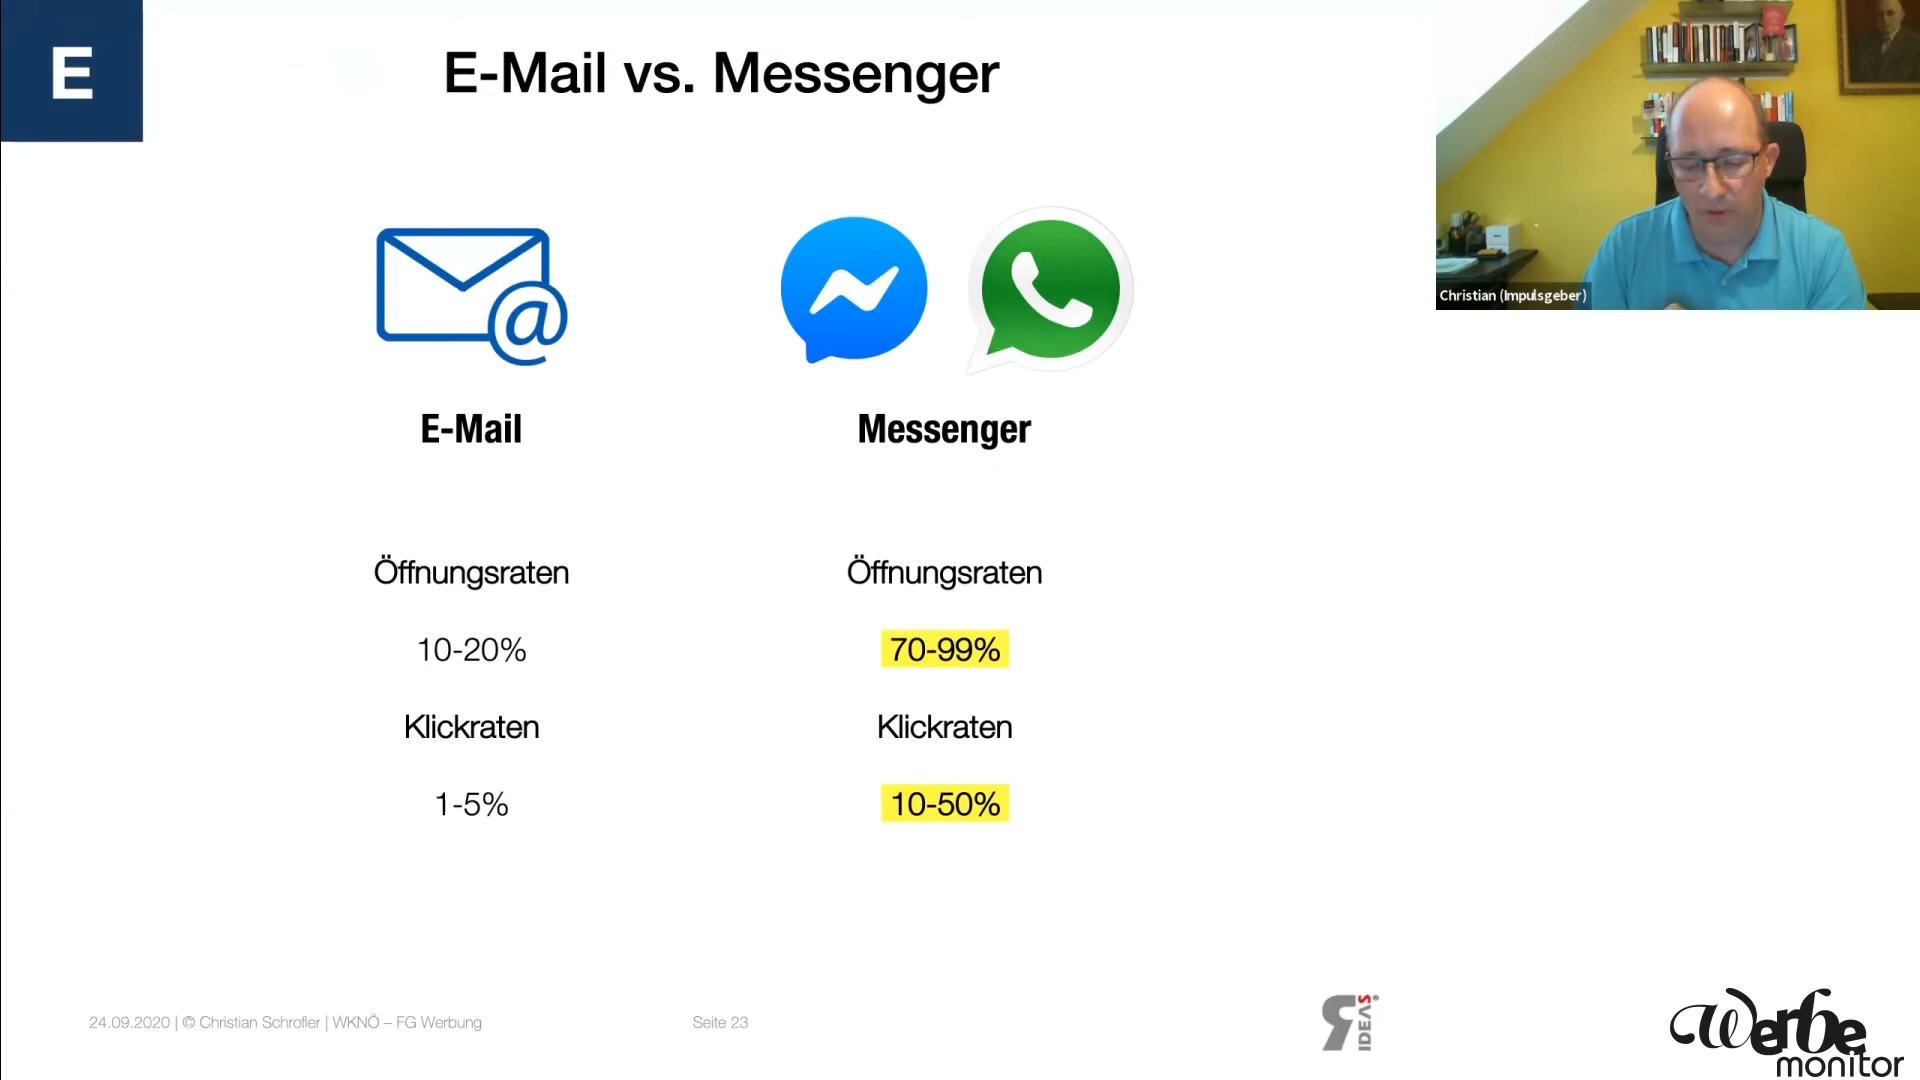 E
E-Mail vs. Messenger
Christian (Impulsgeber)
@
E-Mail
Messenger
Öffnungsraten
Öffnungsraten
10-20%
70-99%
Klickraten
Klickraten
1-5%
10-50%
24.09.2020 | © Christian Schrofler | WKNÖ – FG Werbung
Seite 23
IDEAS®
Werbe
monitor